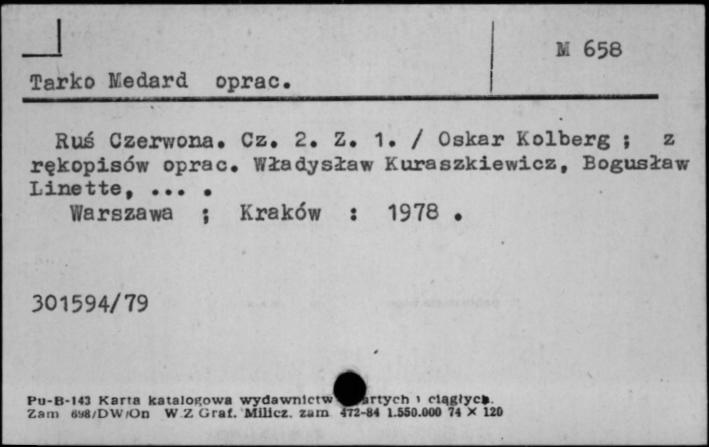 M 658
Tarko Medard oprac.
Ruś Czerwona. Cz. 2. Z. 1. / Oskar Kolberg ; z
rękopisów oprac. Władysław Kuraszkiewicz, Bogusław
Linette, ... .
Warszawa ; Kraków : 1978 .
301594/79
Pu-B-143 Karta katalogowa wydawnictw i ciągłych.
Zam 698/DW/On W.Z Graf. Milicz. zam 472-84 1.550.000 74 × 120